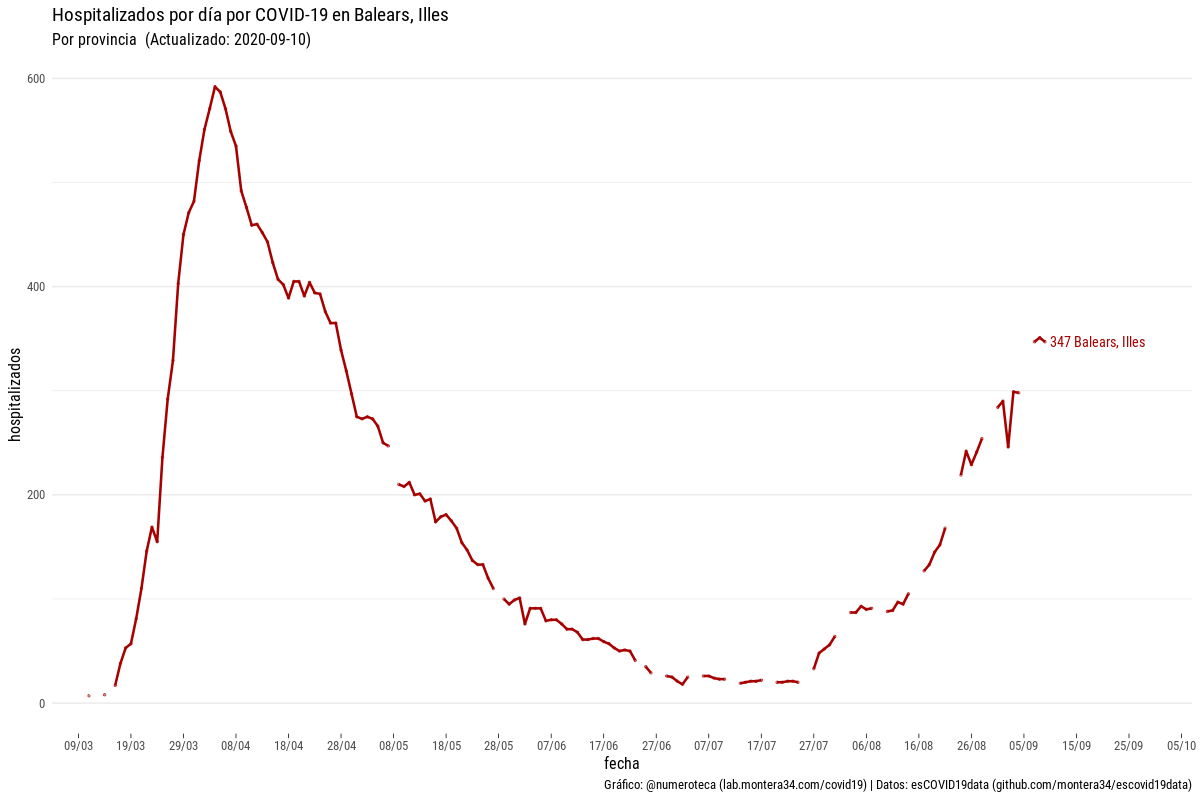 Hospitalizados por día por COVID-19 en Balears, Illes
Por provincia  (Actualizado: 2020-09-10)
600
400
200
0
hospitalizados
347 Balears, Illes
09/03 19/03 29/03 08/04 18/04 28/04 08/05 18/05 28/05 07/06 17/06 27/06 07/07 17/07 27/07 06/08 16/08 26/08 05/09 15/09 25/09 05/10
fecha
Gráfico: @numeroteca (lab.montera34.com/covid19) | Datos: esCOVID19data (github.com/montera34/escovid19data)